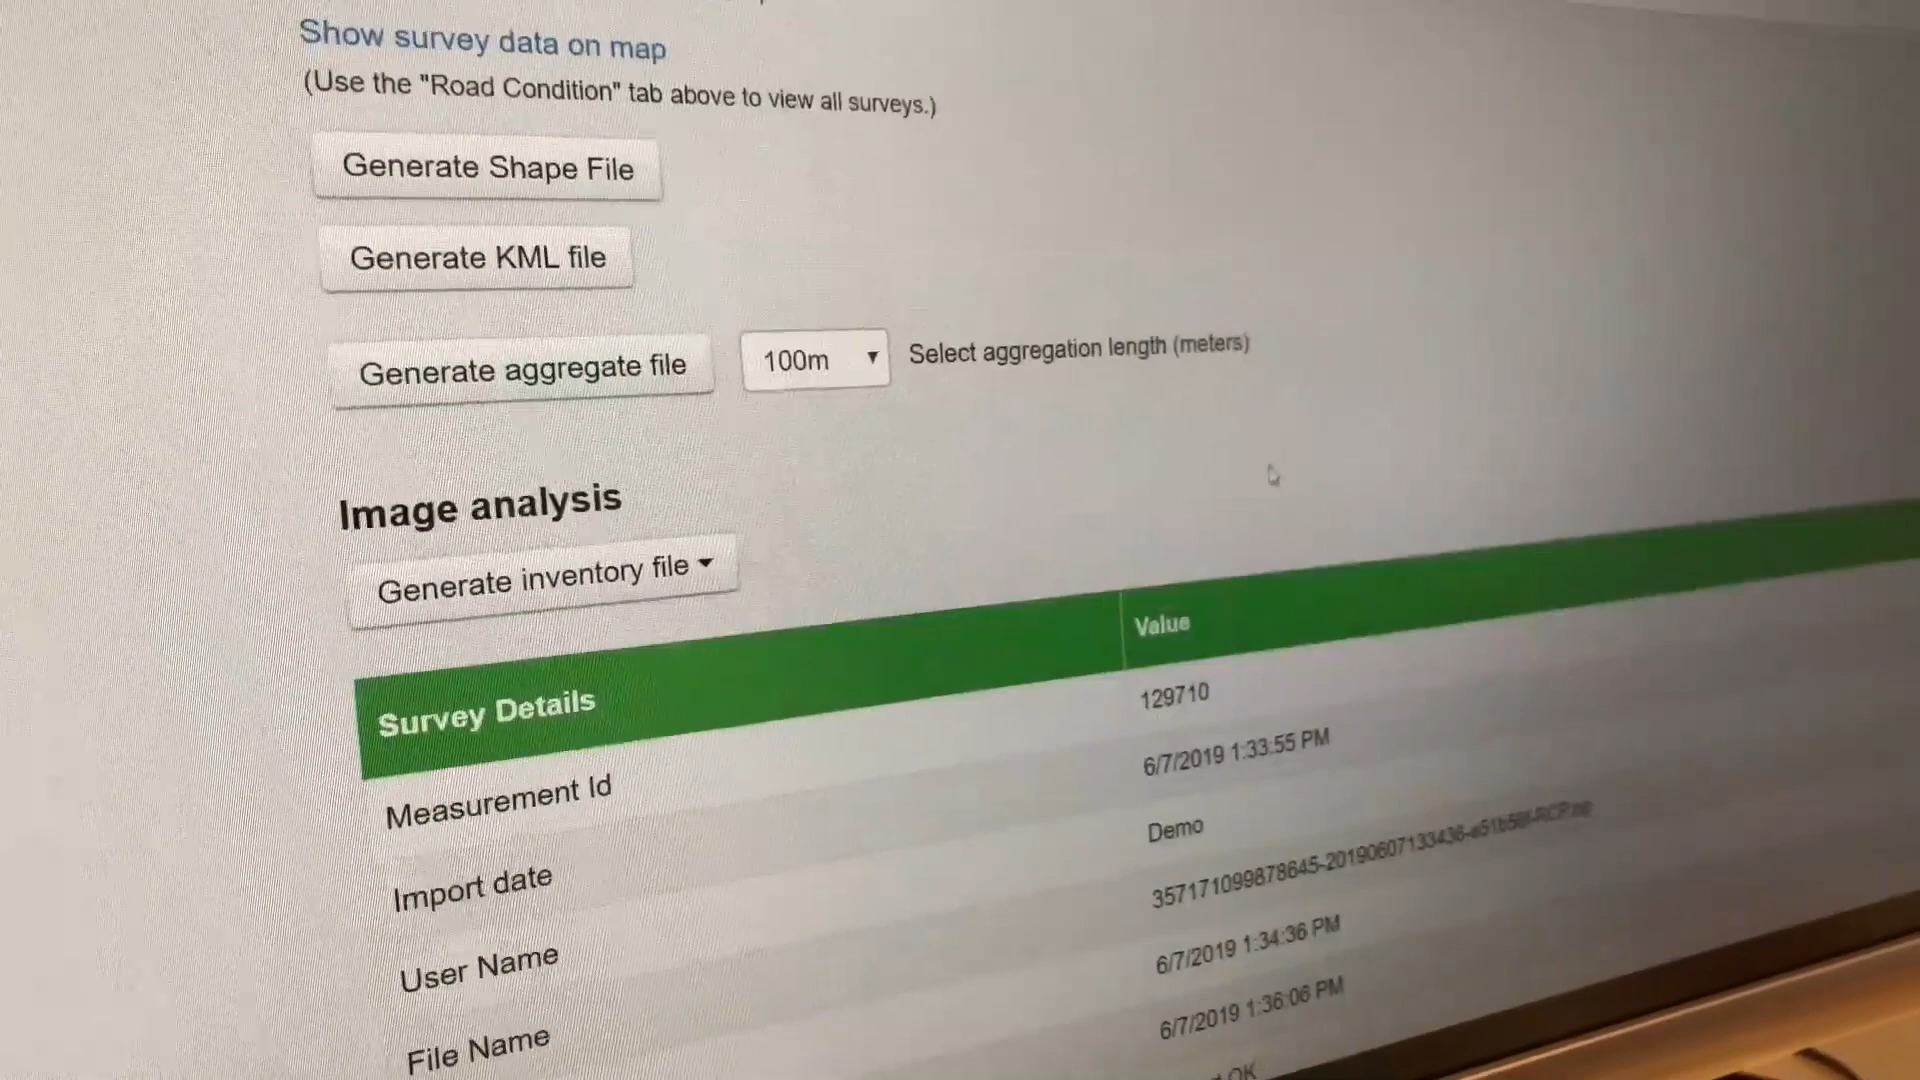 Show survey data on map
(Use the "Road Condition" tab above to view all surveys.)
Generate Shape File
Generate KML file
Generate aggregate file 100m Select aggregation length (meters)
Image analysis
Generate inventory file
Survey Details Value
Measurement Id 129710
Import date 6/7/2019 1:33:55 PM
User Name Demo
File Name
6/7/2019 1:34:36 PM
6/7/2019 1:36:06 PM
OK